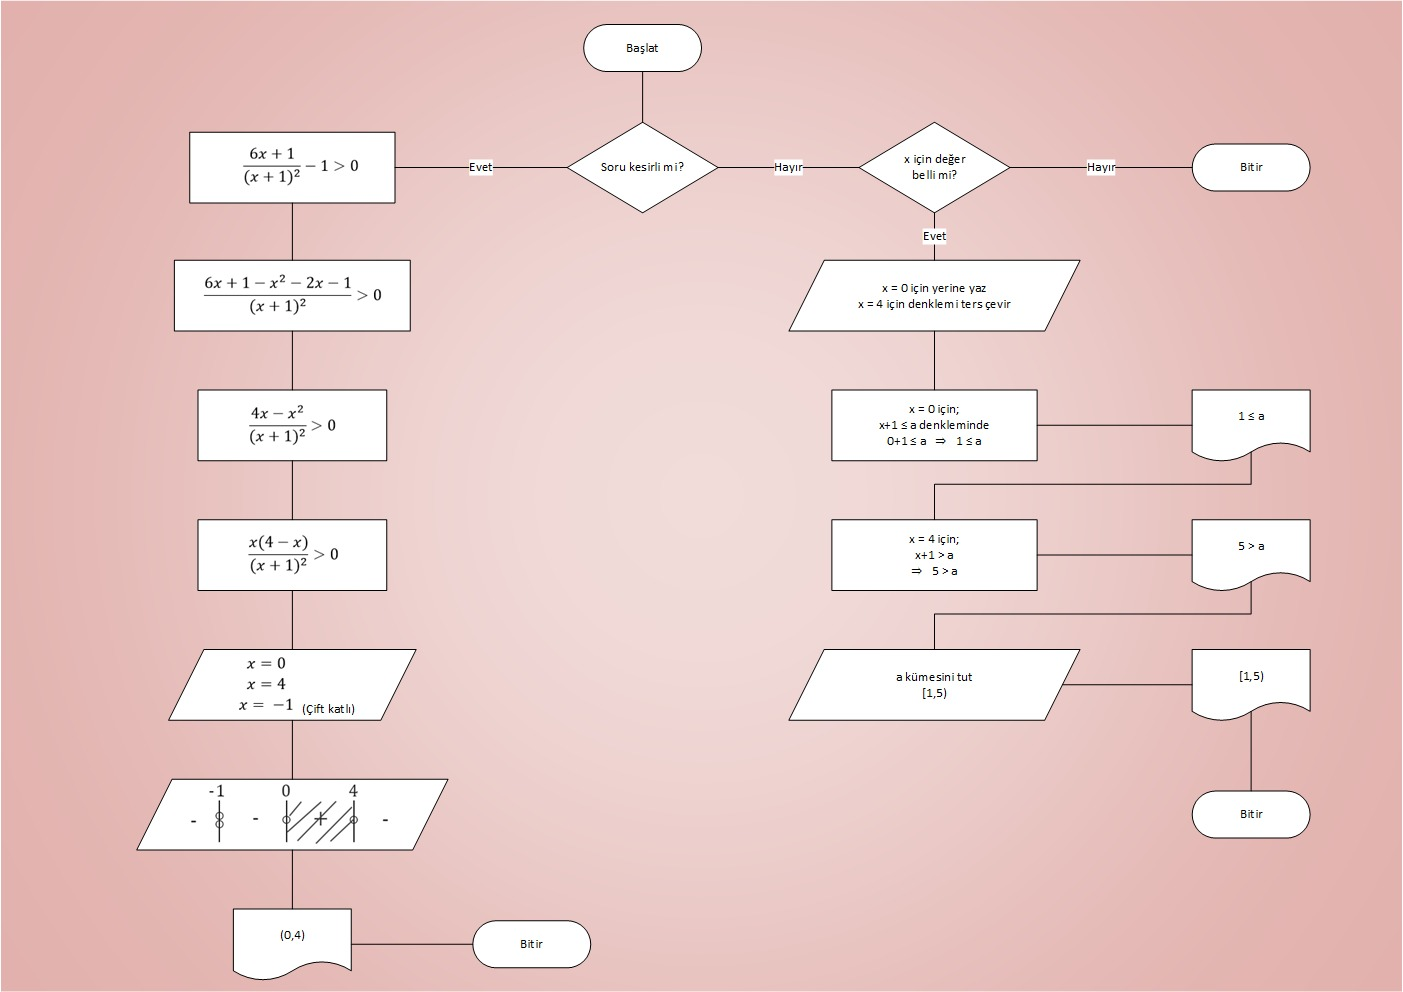 Başlat
Soru kesirli mi?
Evet
Hayır
x için değer
belli mi?
Hayır
Bitir
Evet
6x + 1
(x + 1)²
− 1 > 0
6x + 1 − x² − 2x − 1
(x + 1)²
> 0
4x − x²
(x + 1)²
> 0
x(4 − x)
(x + 1)²
> 0
x = 0
x = 4
x = −1 (Çift katlı)
-1 0 4
- - + -
(0,4)
Bitir
x = 0 için yerine yaz
x = 4 için denklemi ters çevir
x = 0 için;
x+1 ≤ a denkleminde
0+1 ≤ a ⇒ 1 ≤ a
1 ≤ a
x = 4 için;
x+1 > a
⇒ 5 > a
5 > a
a kümesini tut
[1,5)
[1,5)
Bitir